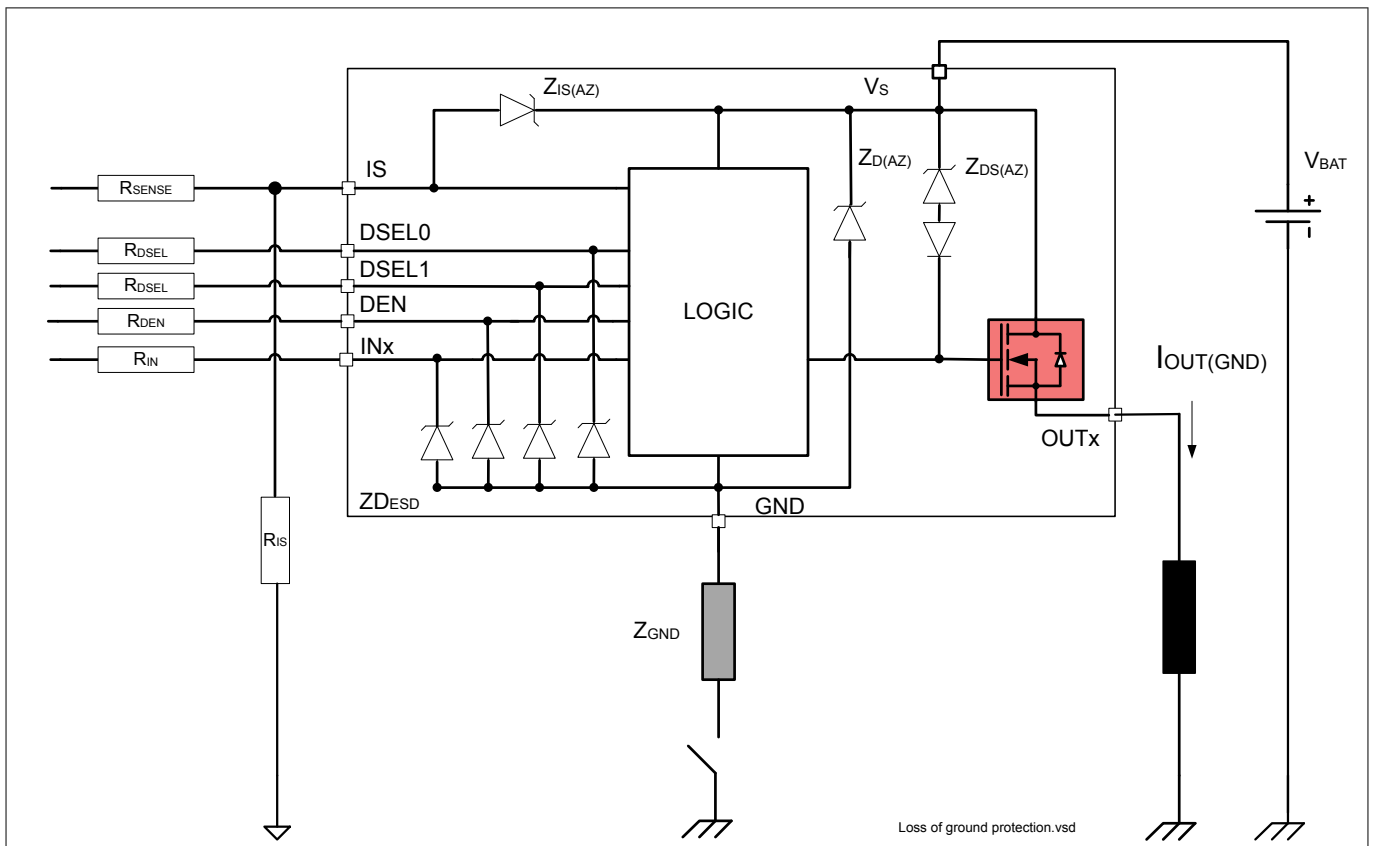 ZIS(AZ)
VS
IS
ZD(AZ)
ZDS(AZ)
VBAT
RSENSE
+
DSEL0
RDSEL
DSEL1
RDSEL
DEN
RDEN
LOGIC
INx
RIN
IOUT(GND)
OUTx
ZDESD
GND
RIS
ZGND
Loss of ground protection.vsd